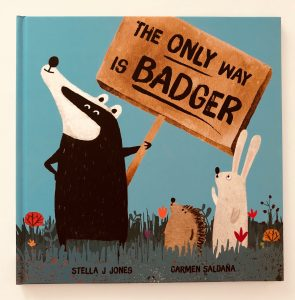 THE ONLY WAY
IS BADGER
STELLA J JONES
CARMEN SALDAÑA